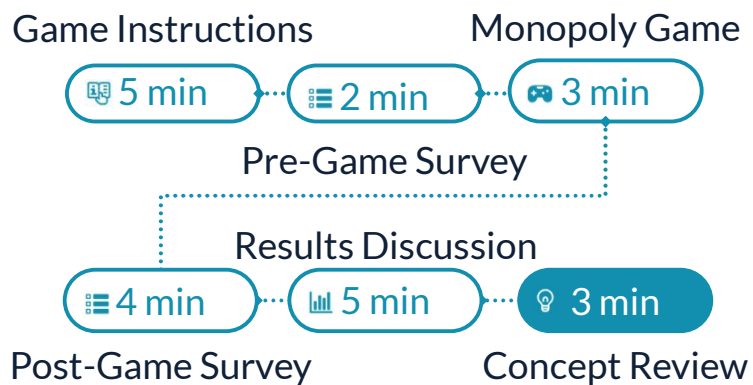 Game Instructions
Monopoly Game
5 min
2 min
3 min
Pre-Game Survey
Results Discussion
4 min
5 min
3 min
Post-Game Survey
Concept Review